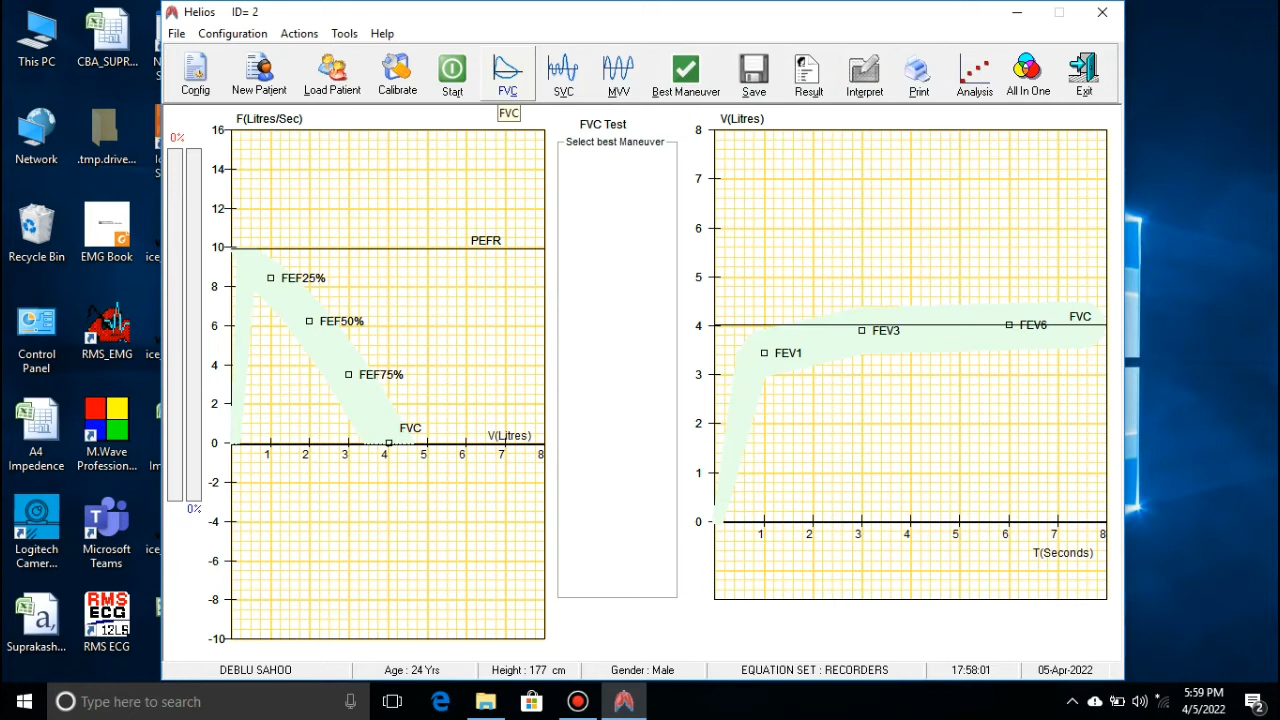 This PC
CBA_SUPR...
Network
.tmp.drive...
Recycle Bin
EMG Book
ice
Control
Panel
RMS_EMG
ice
A4
Impedence
M.Wave
Profession...
Logitech
Camer...
Microsoft
Teams
ice
Suprakash...
RMS ECG
RMS
ECG
12LS
Helios ID= 2
File Configuration Actions Tools Help
Config New Patient Load Patient Calibrate Start FVC SVC MVV Best Maneuver Save Result Interpret Print Analysis All In One Exit
FVC
F(Litres/Sec)
0%
16
14
12
10
8
6
4
2
0
-2
-4
-6
-8
-10
PEFR
FEF25%
FEF50%
FEF75%
FVC
V(Litres)
1 2 3 4 5 6 7 8
0%
FVC Test
Select best Maneuver
V(Litres)
8
7
6
5
4
3
2
1
0
FVC
FEV1
FEV3
FEV6
1 2 3 4 5 6 7 8
T(Seconds)
DEBLU SAHOO Age : 24 Yrs Height : 177 cm Gender : Male EQUATION SET : RECORDERS 17:58:01 05-Apr-2022
Type here to search
5:59 PM
4/5/2022
2